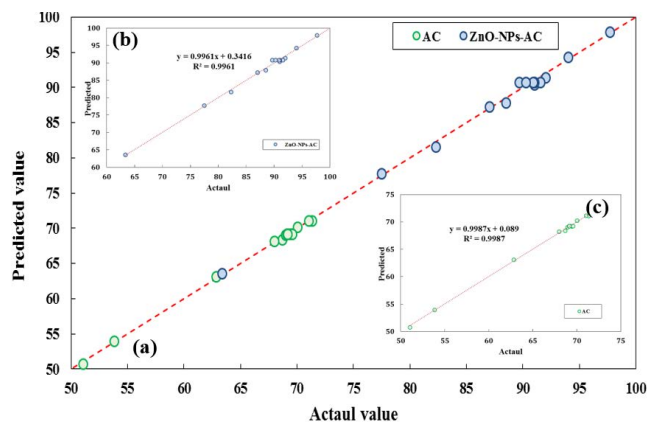 AC ZnO-NPs-AC
(b)
y = 0.9961x + 0.3416
R² = 0.9961
ZnO-NPs-AC
Predicted
100
95
90
85
80
75
70
65
60
60 65 70 75 80 85 90 95 100
Actaul
(c)
y = 0.9987x + 0.089
R² = 0.9987
AC
Predicted
75
70
65
60
55
50
50 55 60 65 70 75
Actaul
(a)
Predicted value
100
95
90
85
80
75
70
65
60
55
50
50 55 60 65 70 75 80 85 90 95 100
Actaul value